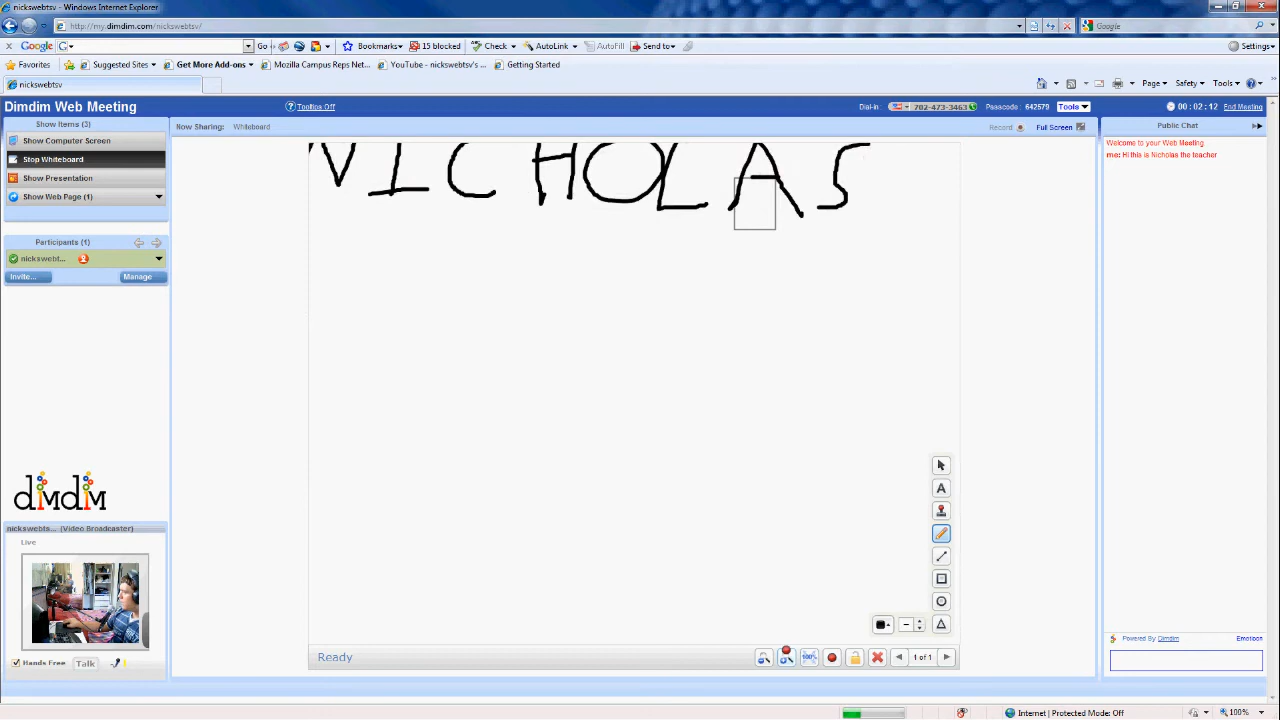 nickswebtsv - Windows Internet Explorer
http://my.dimdim.com/nickswebtsv/
Google
Google G Go Bookmarks 15 blocked Check AutoLink AutoFill Send to Settings
Favorites Suggested Sites Get More Add-ons Mozilla Campus Reps Net... YouTube - nickswebtsv's ... Getting Started
nickswebtsv Page Safety Tools
Dimdim Web Meeting Tooltips Off Dial-in: 702-473-3463 Passcode: 642579 Tools 00:02:12 End Meeting
Show Items (3)
Show Computer Screen
Stop Whiteboard
Show Presentation
Show Web Page (1)
Participants (1)
nickswebt...
Invite... Manage
dimdim
nickswebts... (Video Broadcaster)
Live
Hands Free Talk
Now Sharing: Whiteboard Record Full Screen
NICHOLAS
A
100%
Ready 1 of 1
Public Chat
Welcome to your Web Meeting
me: Hi this is Nicholas the teacher
Powered By Dimdim Emoticon
Internet | Protected Mode: Off 100%